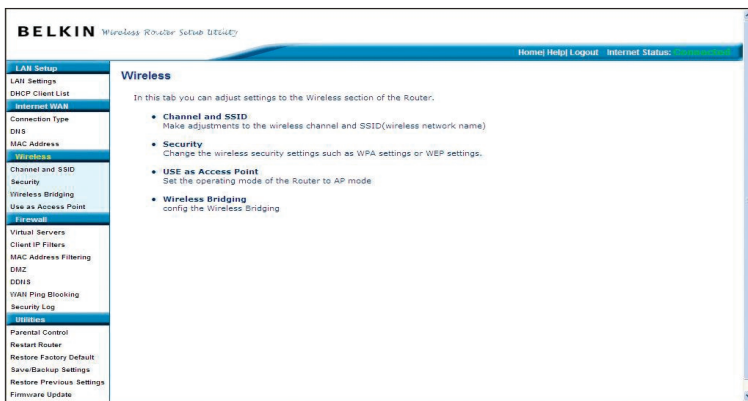 BELKIN Wireless Router Setup Utility
Home| Help| Logout Internet Status: Connected
LAN Setup
LAN Settings
DHCP Client List
Internet WAN
Connection Type
DNS
MAC Address
Wireless
Channel and SSID
Security
Wireless Bridging
Use as Access Point
Firewall
Virtual Servers
Client IP Filters
MAC Address Filtering
DMZ
DDNS
WAN Ping Blocking
Security Log
Utilities
Parental Control
Restart Router
Restore Factory Default
Save/Backup Settings
Restore Previous Settings
Firmware Update
Wireless
In this tab you can adjust settings to the Wireless section of the Router.
• Channel and SSID
Make adjustments to the wireless channel and SSID(wireless network name)
• Security
Change the wireless security settings such as WPA settings or WEP settings.
• USE as Access Point
Set the operating mode of the Router to AP mode
• Wireless Bridging
config the Wireless Bridging